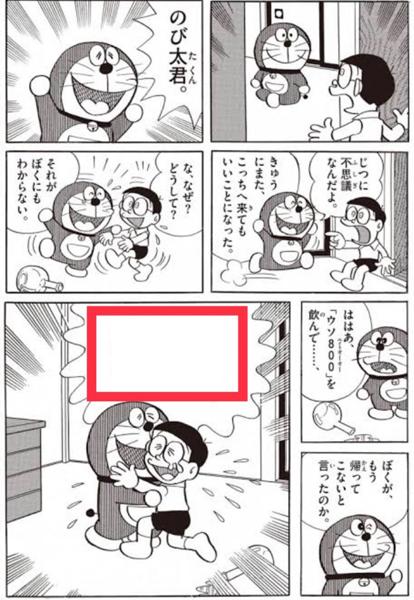 のび太君。
じつに
不思議
なんだよ。
きゅう
にまた、
こっちへ来ても
いいことになった。
な、なぜ?
どうして?
それが
ぼくにも
わからない。
ははあ、
「ウソ800」を
飲んで……、
ぼくが、
もう
帰って
こないと
言ったのか。